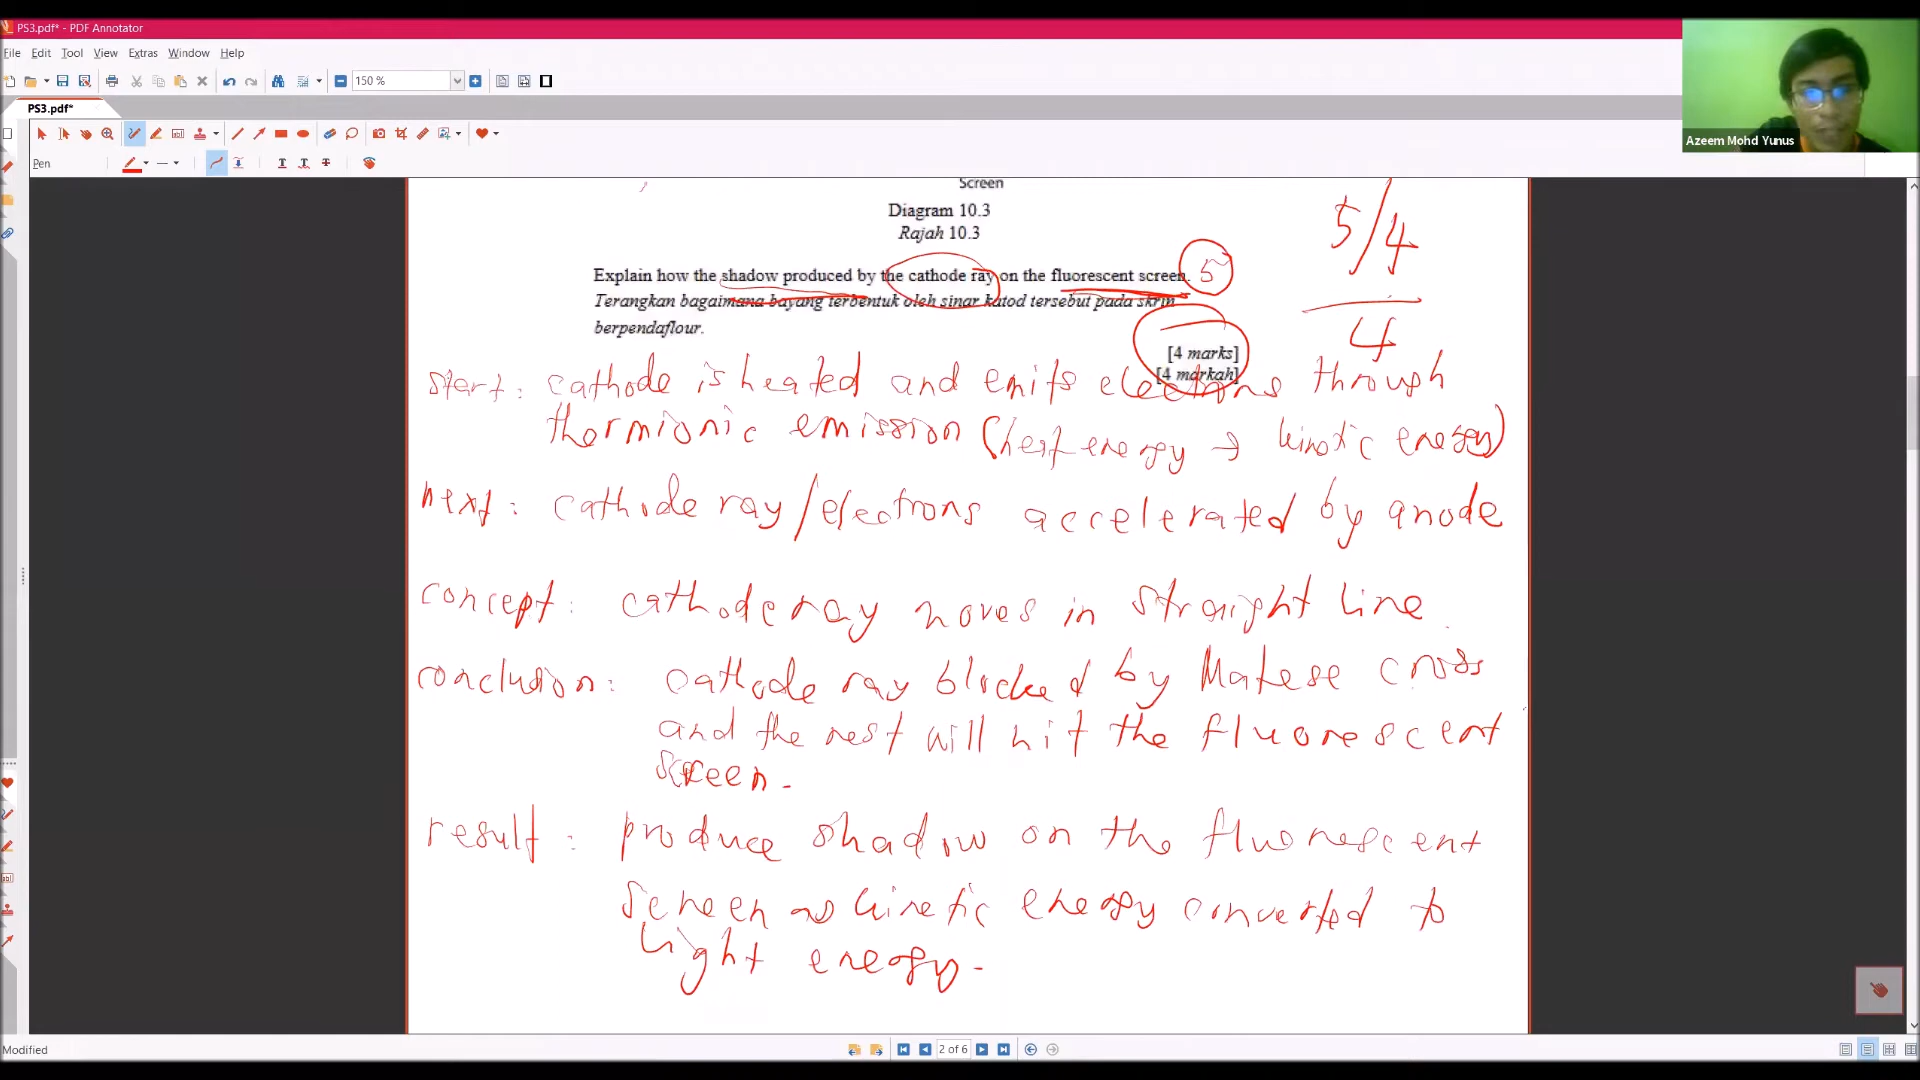 PS3.pdf* - PDF Annotator
File Edit Tool View Extras Window Help
150 %
PS3.pdf*
Pen
Azeem Mohd Yunus
Screen
Diagram 10.3
Rajah 10.3
5/4
4
Explain how the shadow produced by the cathode ray on the fluorescent screen. 5
Terangkan bagaimana bayang terbentuk oleh sinar katod tersebut pada skrin
berpendaflour.
[4 marks]
[4 markah]
start: cathode is heated and emits electrons through
thermionic emission (heat energy → kinetic energy)
next: cathode ray/electrons accelerated by anode
concept: cathode ray moves in straight line.
conclusion: cathode ray blocked by Maltese cross
and the rest will hit the fluorescent
screen.
result: produce shadow on the fluorescent
screen as kinetic energy converted to
light energy.
Modified
2 of 6